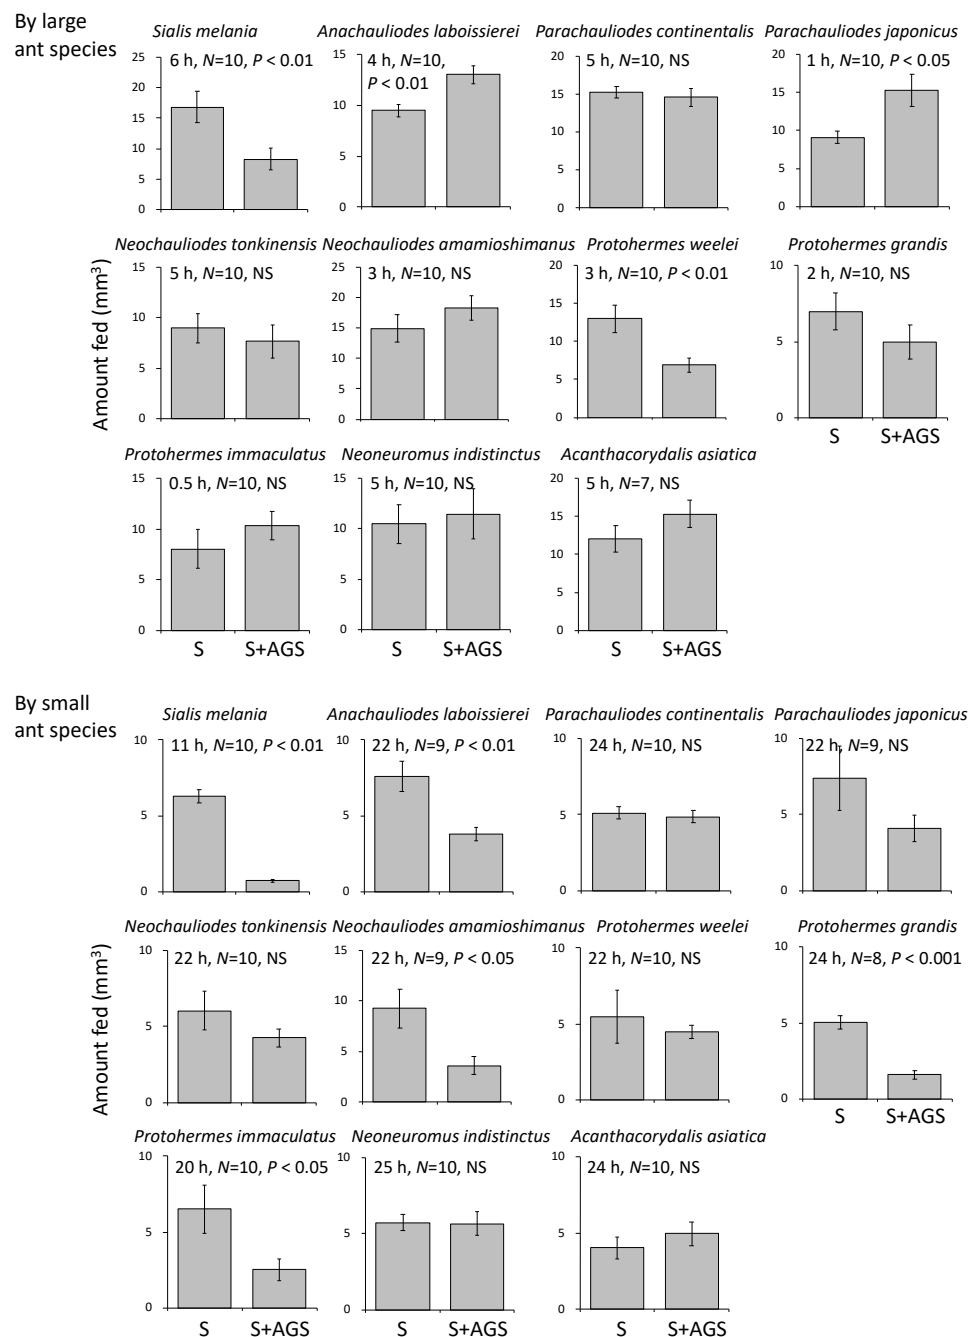 By large
ant species
Sialis melania
6 h, N=10, P < 0.01
25
20
15
10
5
0
Anachauliodes laboissierei
4 h, N=10,
P < 0.01
15
10
5
0
Parachauliodes continentalis
5 h, N=10, NS
20
15
10
5
0
Parachauliodes japonicus
1 h, N=10, P < 0.05
20
15
10
5
0
Amount fed (mm³)
Neochauliodes tonkinensis
5 h, N=10, NS
15
10
5
0
Neochauliodes amamioshimanus
3 h, N=10, NS
25
20
15
10
5
0
Protohermes weelei
3 h, N=10, P < 0.01
20
15
10
5
0
Protohermes grandis
2 h, N=10, NS
10
5
0
S S+AGS
Protohermes immaculatus
0.5 h, N=10, NS
15
10
5
0
S S+AGS
Neoneuromus indistinctus
5 h, N=10, NS
15
10
5
0
S S+AGS
Acanthacorydalis asiatica
5 h, N=7, NS
20
15
10
5
0
S S+AGS
By small
ant species
Sialis melania
11 h, N=10, P < 0.01
10
5
0
Anachauliodes laboissierei
22 h, N=9, P < 0.01
10
5
0
Parachauliodes continentalis
24 h, N=10, NS
10
5
0
Parachauliodes japonicus
22 h, N=9, NS
10
5
0
Amount fed (mm³)
Neochauliodes tonkinensis
22 h, N=10, NS
10
5
0
Neochauliodes amamioshimanus
22 h, N=9, P < 0.05
15
10
5
0
Protohermes weelei
22 h, N=10, NS
10
5
0
Protohermes grandis
24 h, N=8, P < 0.001
10
5
0
S S+AGS
Protohermes immaculatus
20 h, N=10, P < 0.05
10
5
0
S S+AGS
Neoneuromus indistinctus
25 h, N=10, NS
10
5
0
S S+AGS
Acanthacorydalis asiatica
24 h, N=10, NS
10
5
0
S S+AGS